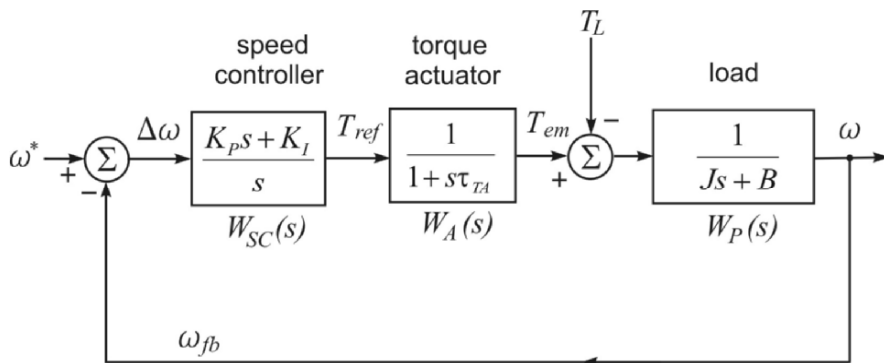 speed controller
torque actuator
load
T_L
ω*
+
−
Σ
Δω
K_P s + K_I
s
W_SC(s)
T_ref
1
1 + sτ_TA
W_A(s)
T_em
+
−
Σ
1
Js + B
W_P(s)
ω
ω_fb